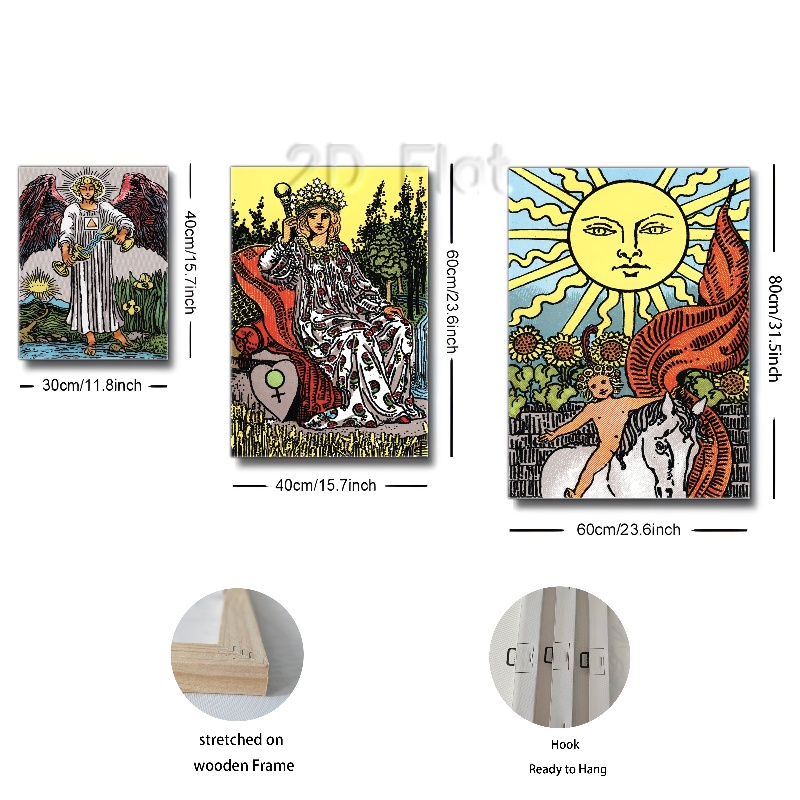 2D Flat
40cm/15.7inch
30cm/11.8inch
60cm/23.6inch
40cm/15.7inch
80cm/31.5inch
60cm/23.6inch
stretched on
wooden Frame
Hook
Ready to Hang